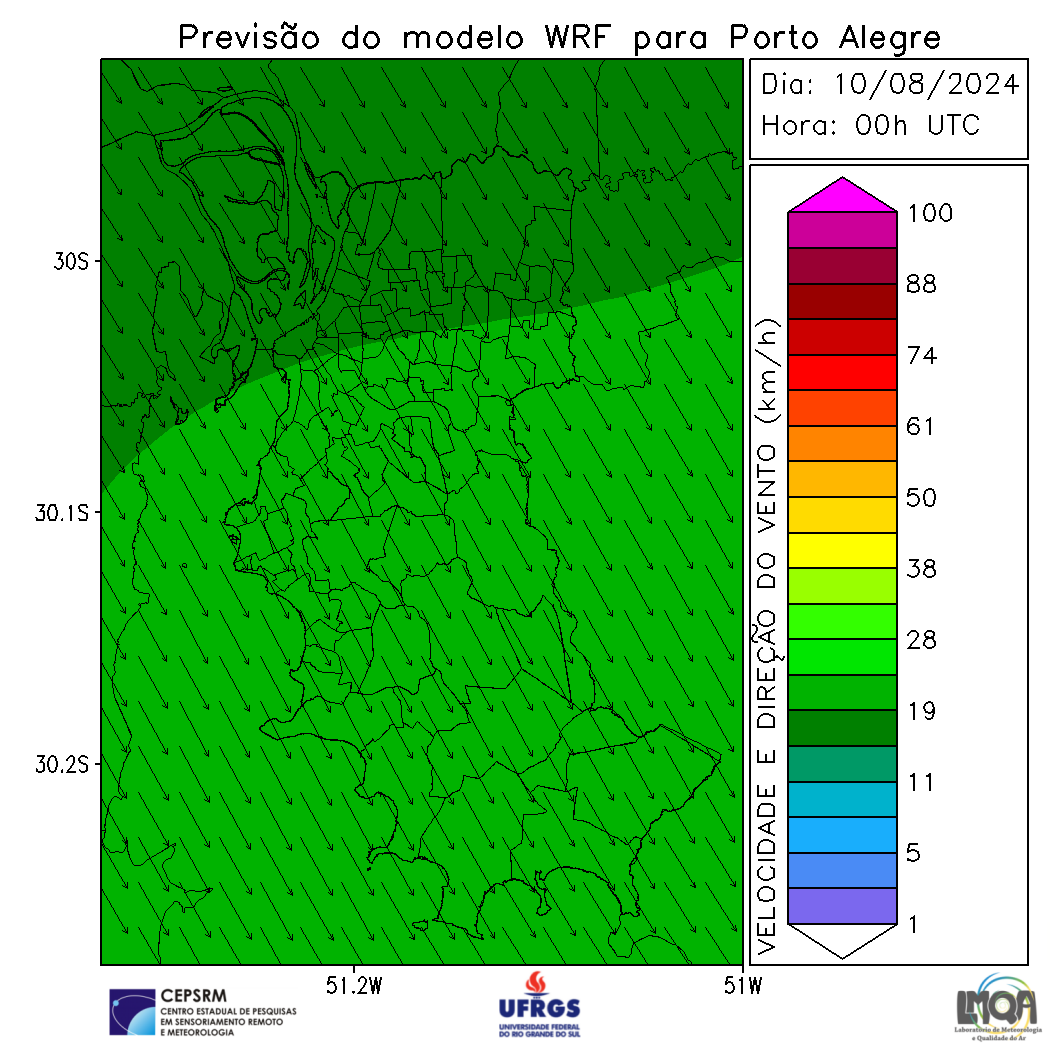 Previsão do modelo WRF para Porto Alegre
Dia: 10/08/2024
Hora: 00h UTC
30S
30.1S
30.2S
51.2W
51W
VELOCIDADE E DIREÇÃO DO VENTO (km/h)
100
88
74
61
50
38
28
19
11
5
1
CEPSRM
CENTRO ESTADUAL DE PESQUISAS
EM SENSORIAMENTO REMOTO
E METEOROLOGIA
UFRGS
UNIVERSIDADE FEDERAL
DO RIO GRANDE DO SUL
LMQA
Laboratório de Meteorologia
e Qualidade do Ar